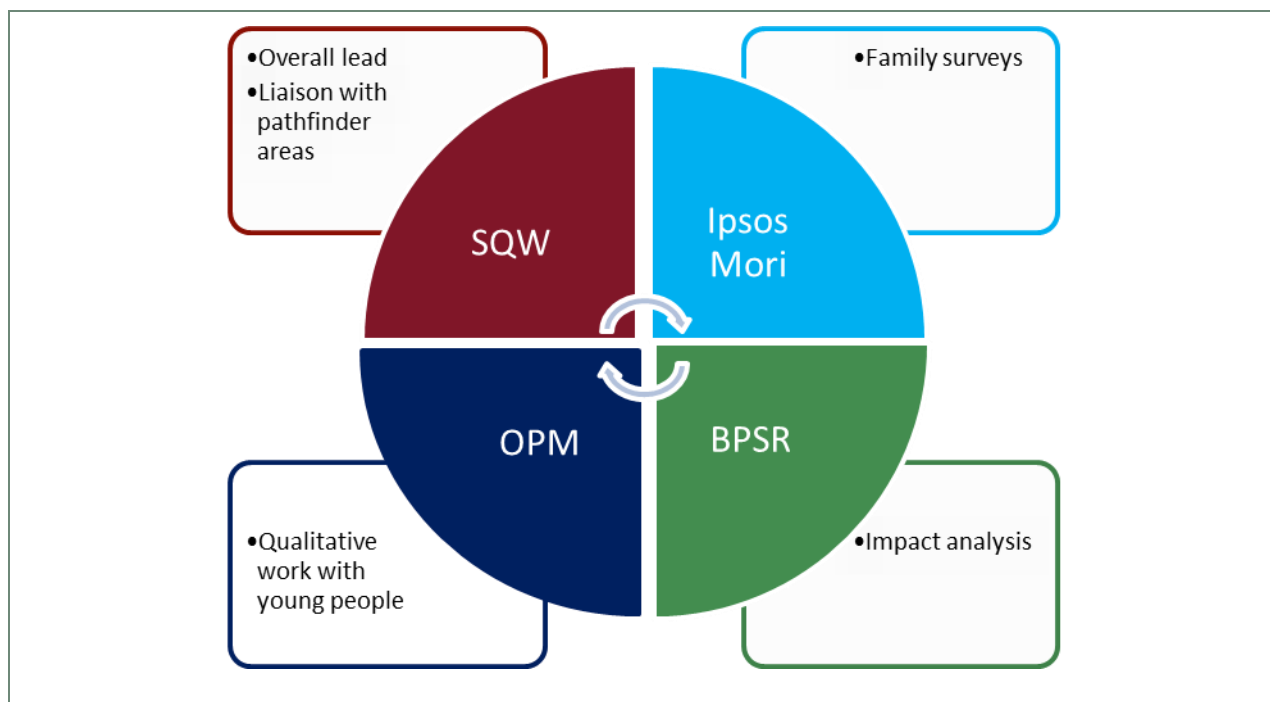 •Overall lead
•Liaison with
pathfinder
areas
•Family surveys
SQW
Ipsos
Mori
OPM
BPSR
•Qualitative
work with
young people
•Impact analysis